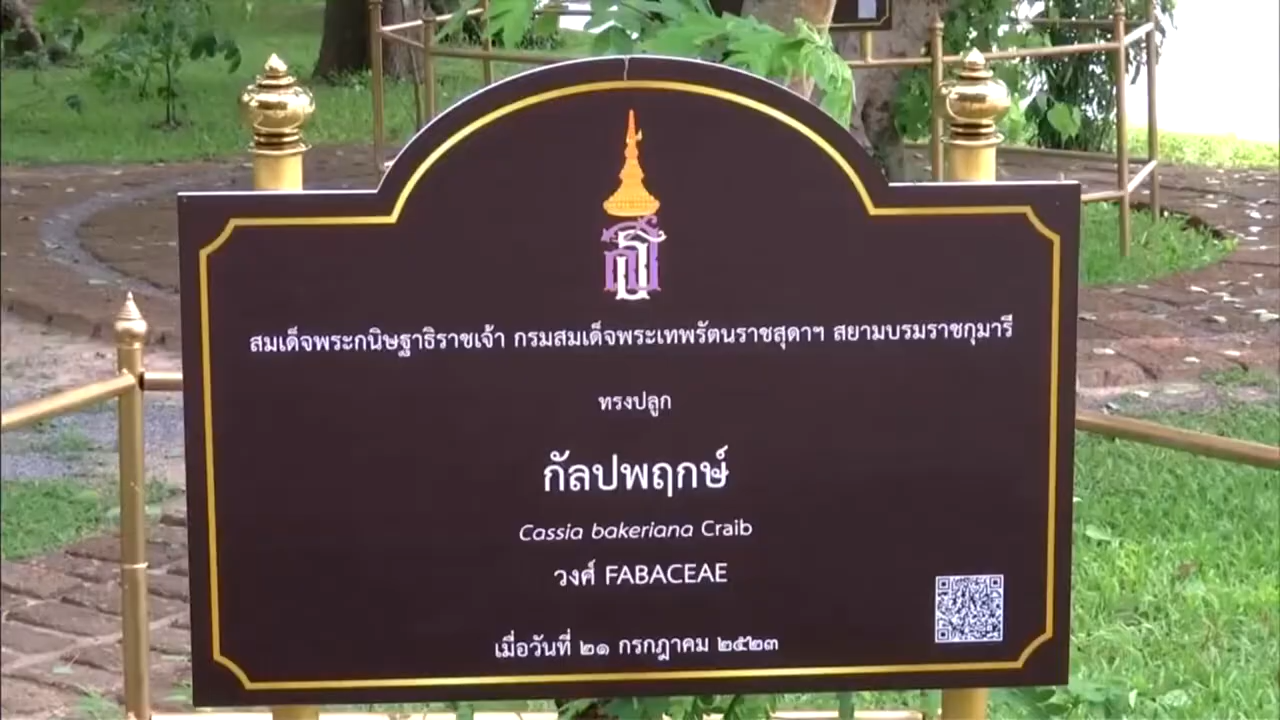 สมเด็จพระกนิษฐาธิราชเจ้า กรมสมเด็จพระเทพรัตนราชสุดาฯ สยามบรมราชกุมารี
ทรงปลูก
กัลปพฤกษ์
Cassia bakeriana Craib
วงศ์ FABACEAE
เมื่อวันที่ ๒๑ กรกฎาคม ๒๕๒๓